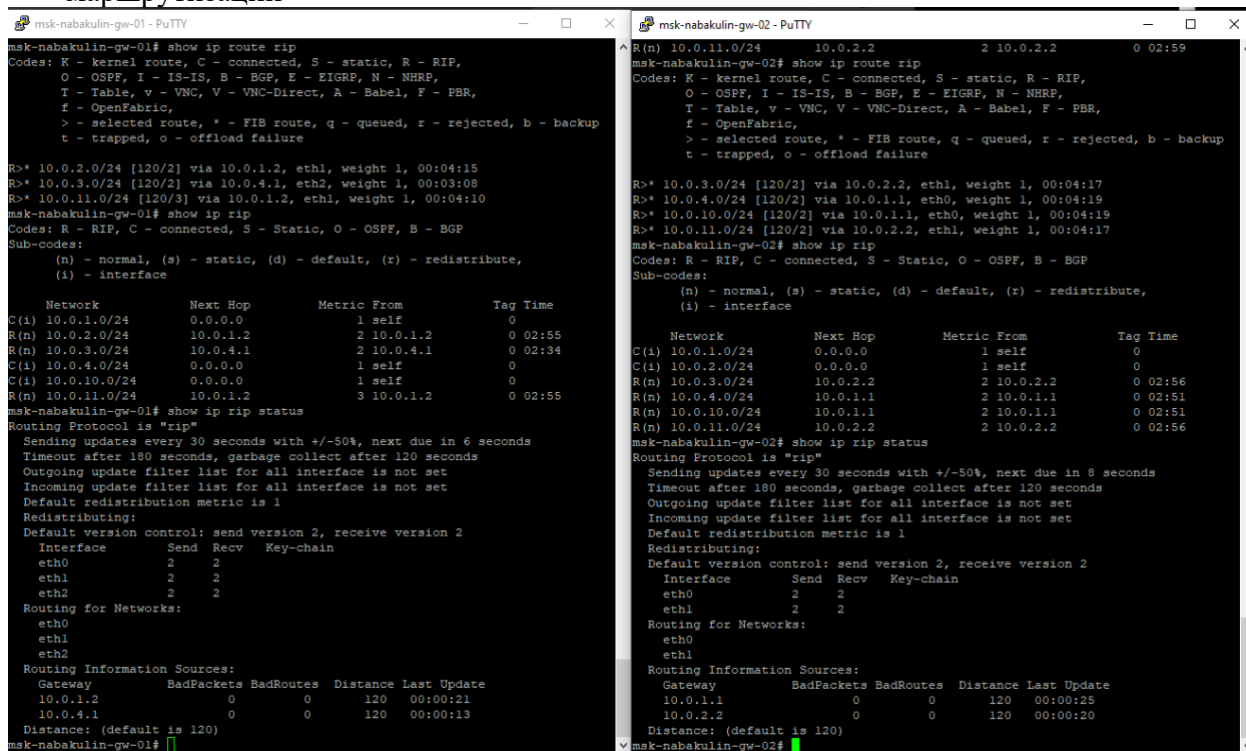 маршрутизации
msk-nabakulin-gw-01 - PuTTY
msk-nabakulin-gw-01# show ip route rip
Codes: K - kernel route, C - connected, S - static, R - RIP,
O - OSPF, I - IS-IS, B - BGP, E - EIGRP, N - NHRP,
T - Table, v - VNC, V - VNC-Direct, A - Babel, F - PBR,
f - OpenFabric,
> - selected route, * - FIB route, q - queued, r - rejected, b - backup
t - trapped, o - offload failure
R>* 10.0.2.0/24 [120/2] via 10.0.1.2, eth1, weight 1, 00:04:15
R>* 10.0.3.0/24 [120/2] via 10.0.4.1, eth2, weight 1, 00:03:08
R>* 10.0.11.0/24 [120/3] via 10.0.1.2, eth1, weight 1, 00:04:10
msk-nabakulin-gw-01# show ip rip
Codes: R - RIP, C - connected, S - Static, O - OSPF, B - BGP
Sub-codes:
(n) - normal, (s) - static, (d) - default, (r) - redistribute,
(i) - interface
Network Next Hop Metric From Tag Time
C(i) 10.0.1.0/24 0.0.0.0 1 self 0
R(n) 10.0.2.0/24 10.0.1.2 2 10.0.1.2 0 02:55
R(n) 10.0.3.0/24 10.0.4.1 2 10.0.4.1 0 02:34
C(i) 10.0.4.0/24 0.0.0.0 1 self 0
C(i) 10.0.10.0/24 0.0.0.0 1 self 0
R(n) 10.0.11.0/24 10.0.1.2 3 10.0.1.2 0 02:55
msk-nabakulin-gw-01# show ip rip status
Routing Protocol is "rip"
Sending updates every 30 seconds with +/-50%, next due in 6 seconds
Timeout after 180 seconds, garbage collect after 120 seconds
Outgoing update filter list for all interface is not set
Incoming update filter list for all interface is not set
Default redistribution metric is 1
Redistributing:
Default version control: send version 2, receive version 2
Interface Send Recv Key-chain
eth0 2 2
eth1 2 2
eth2 2 2
Routing for Networks:
eth0
eth1
eth2
Routing Information Sources:
Gateway BadPackets BadRoutes Distance Last Update
10.0.1.2 0 0 120 00:00:21
10.0.4.1 0 0 120 00:00:13
Distance: (default is 120)
msk-nabakulin-gw-01#
msk-nabakulin-gw-02 - PuTTY
R(n) 10.0.11.0/24 10.0.2.2 2 10.0.2.2 0 02:59
msk-nabakulin-gw-02# show ip route rip
Codes: K - kernel route, C - connected, S - static, R - RIP,
O - OSPF, I - IS-IS, B - BGP, E - EIGRP, N - NHRP,
T - Table, v - VNC, V - VNC-Direct, A - Babel, F - PBR,
f - OpenFabric,
> - selected route, * - FIB route, q - queued, r - rejected, b - backup
t - trapped, o - offload failure
R>* 10.0.3.0/24 [120/2] via 10.0.2.2, eth1, weight 1, 00:04:17
R>* 10.0.4.0/24 [120/2] via 10.0.1.1, eth0, weight 1, 00:04:19
R>* 10.0.10.0/24 [120/2] via 10.0.1.1, eth0, weight 1, 00:04:19
R>* 10.0.11.0/24 [120/2] via 10.0.2.2, eth1, weight 1, 00:04:17
msk-nabakulin-gw-02# show ip rip
Codes: R - RIP, C - connected, S - Static, O - OSPF, B - BGP
Sub-codes:
(n) - normal, (s) - static, (d) - default, (r) - redistribute,
(i) - interface
Network Next Hop Metric From Tag Time
C(i) 10.0.1.0/24 0.0.0.0 1 self 0
C(i) 10.0.2.0/24 0.0.0.0 1 self 0
R(n) 10.0.3.0/24 10.0.2.2 2 10.0.2.2 0 02:56
R(n) 10.0.4.0/24 10.0.1.1 2 10.0.1.1 0 02:51
R(n) 10.0.10.0/24 10.0.1.1 2 10.0.1.1 0 02:51
R(n) 10.0.11.0/24 10.0.2.2 2 10.0.2.2 0 02:56
msk-nabakulin-gw-02# show ip rip status
Routing Protocol is "rip"
Sending updates every 30 seconds with +/-50%, next due in 8 seconds
Timeout after 180 seconds, garbage collect after 120 seconds
Outgoing update filter list for all interface is not set
Incoming update filter list for all interface is not set
Default redistribution metric is 1
Redistributing:
Default version control: send version 2, receive version 2
Interface Send Recv Key-chain
eth0 2 2
eth1 2 2
Routing for Networks:
eth0
eth1
Routing Information Sources:
Gateway BadPackets BadRoutes Distance Last Update
10.0.1.1 0 0 120 00:00:25
10.0.2.2 0 0 120 00:00:20
Distance: (default is 120)
msk-nabakulin-gw-02#